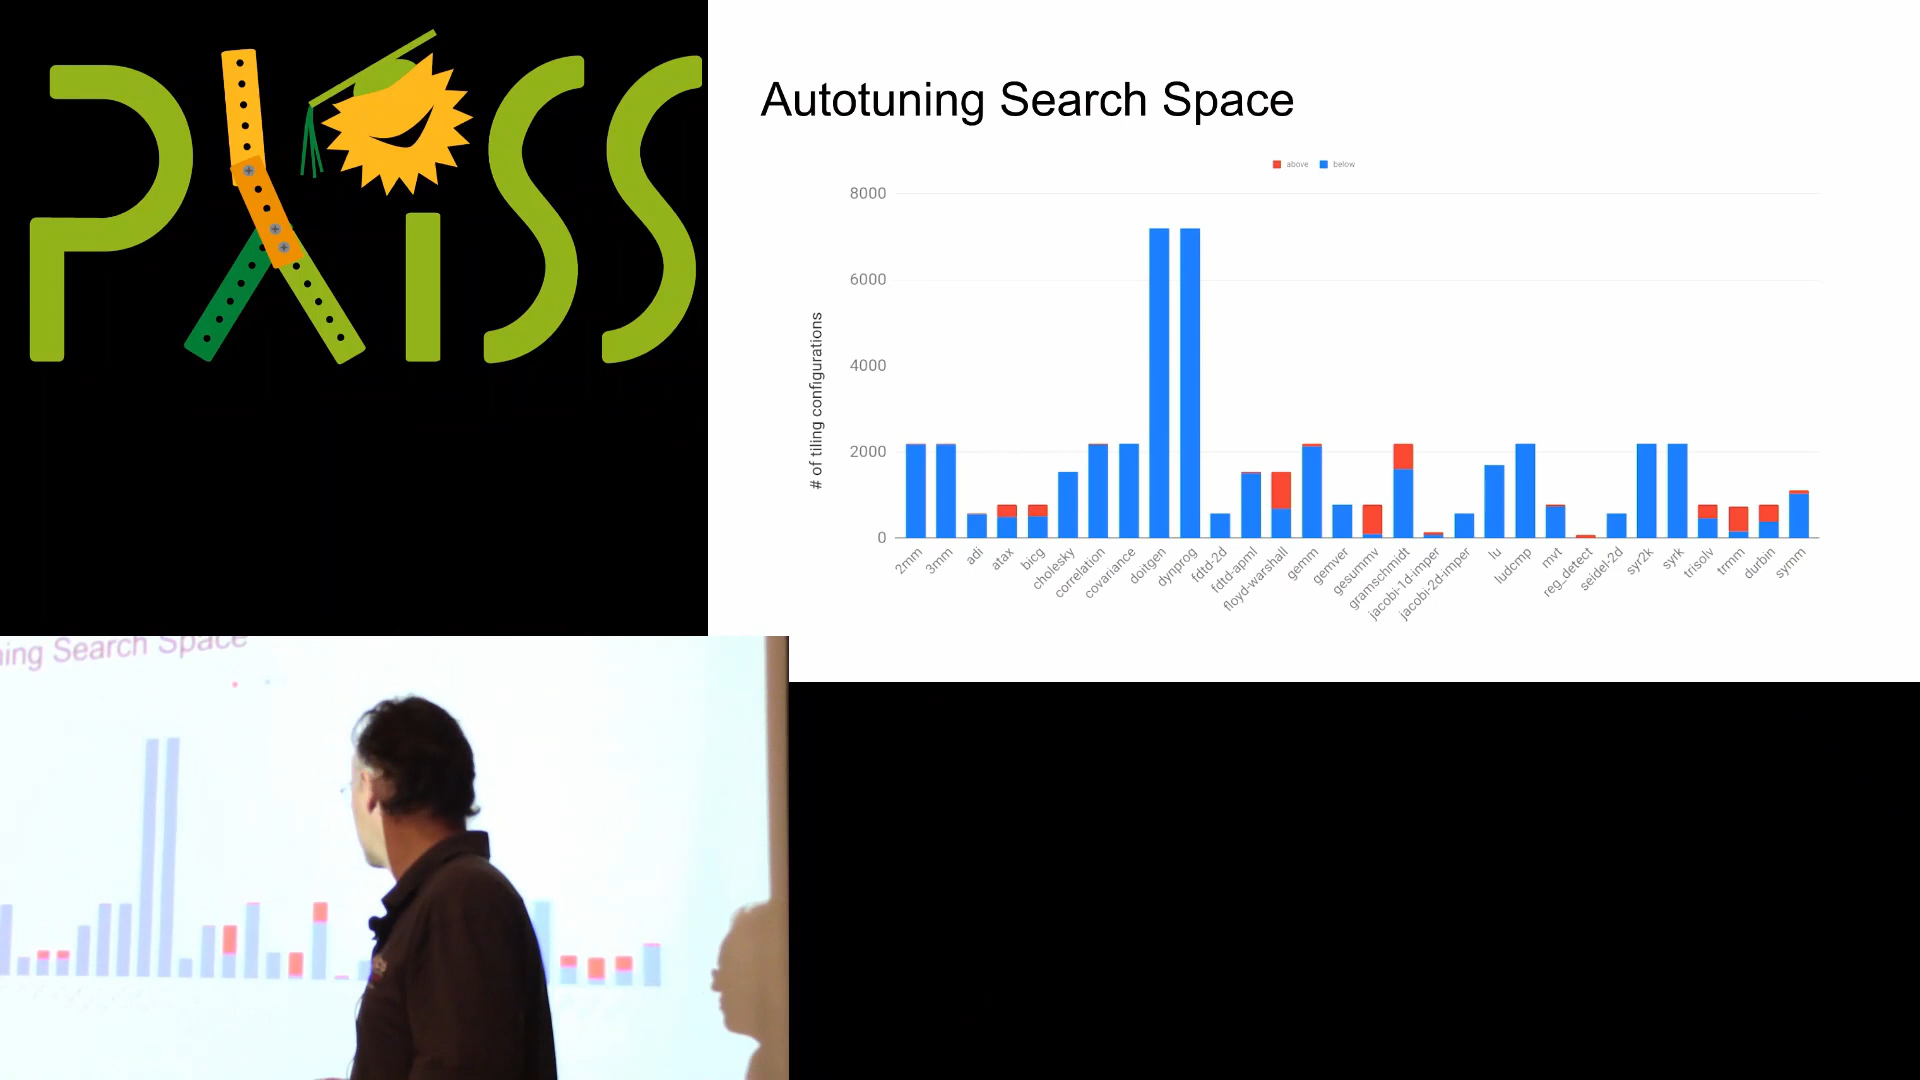 PXISS
Autotuning Search Space
above below
# of tiling configurations
8000
6000
4000
2000
0
2mm 3mm adi atax bicg cholesky correlation covariance doitgen dynprog fdtd-2d fdtd-apml floyd-warshall gemm gemver gesummv gramschmidt jacobi-1d-imper jacobi-2d-imper lu ludcmp mvt reg_detect seidel-2d syr2k syrk trisolv trmm durbin symm
ing Search Space